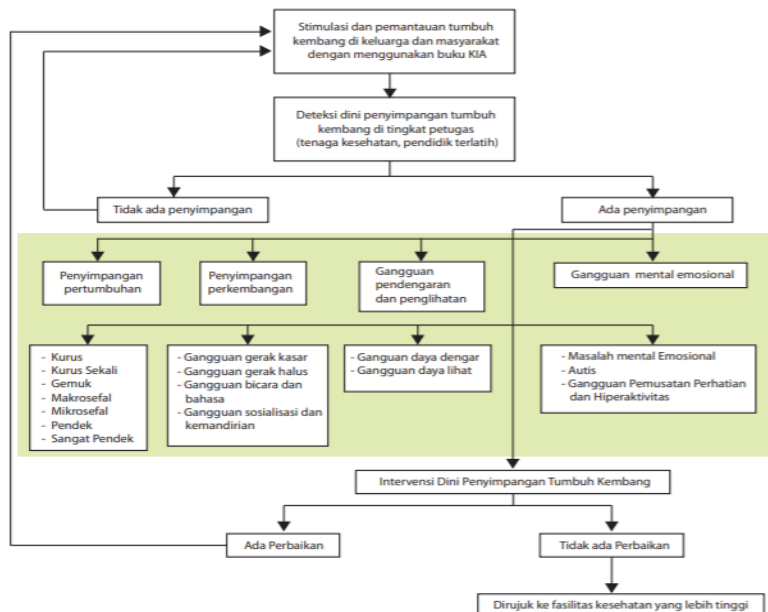 Stimulasi dan pemantauan tumbuh
kembang di keluarga dan masyarakat
dengan menggunakan buku KIA
Deteksi dini penyimpangan tumbuh
kembang di tingkat petugas
(tenaga kesehatan, pendidik terlatih)
Tidak ada penyimpangan
Ada penyimpangan
Penyimpangan
pertumbuhan
Penyimpangan
perkembangan
Gangguan
pendengaran
dan penglihatan
Gangguan mental emosional
- Kurus
- Kurus Sekali
- Gemuk
- Makrosefal
- Mikrosefal
- Pendek
- Sangat Pendek
- Gangguan gerak kasar
- Gangguan gerak halus
- Gangguan bicara dan
bahasa
- Gangguan sosialisasi dan
kemandirian
- Ganguan daya dengar
- Gangguan daya lihat
- Masalah mental Emosional
- Autis
- Gangguan Pemusatan Perhatian
dan Hiperaktivitas
Intervensi Dini Penyimpangan Tumbuh Kembang
Ada Perbaikan
Tidak ada Perbaikan
Dirujuk ke fasilitas kesehatan yang lebih tinggi